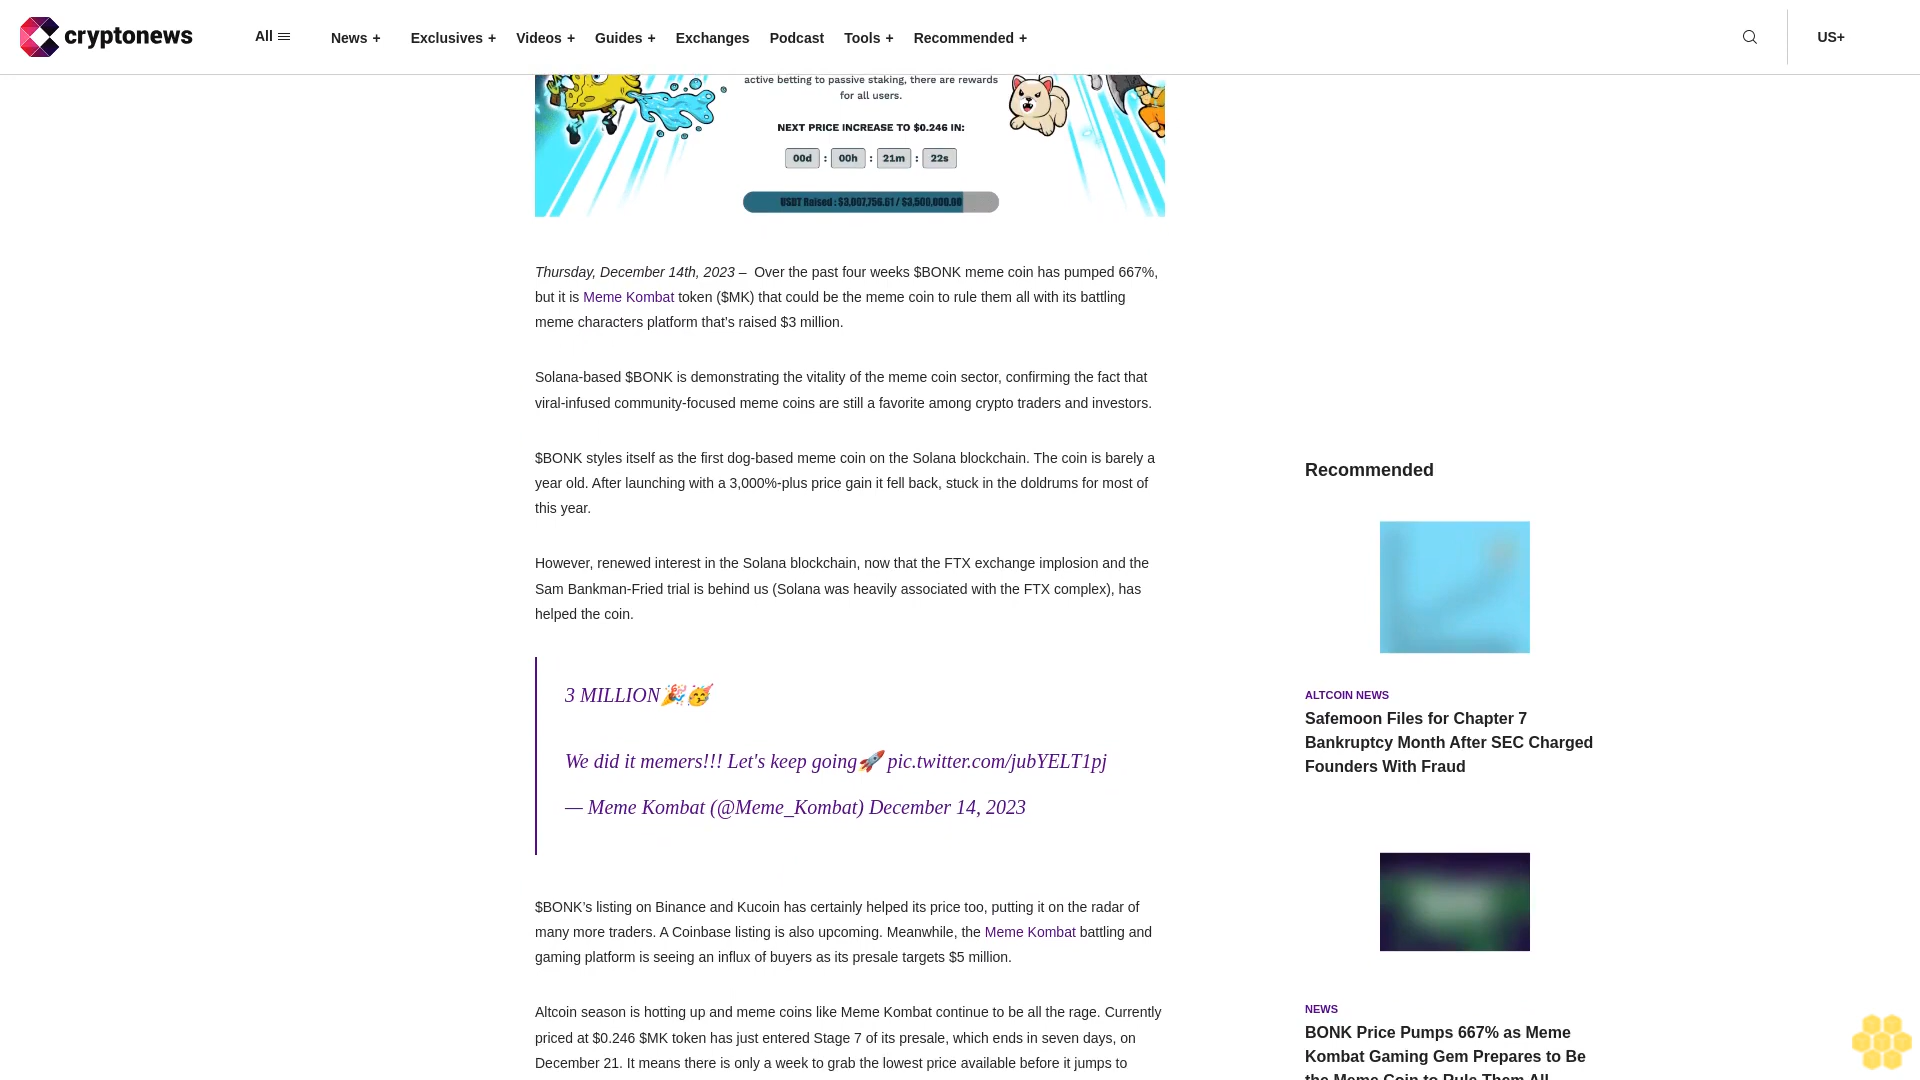 cryptonews
All
News +
Exclusives +
Videos +
Guides +
Exchanges
Podcast
Tools +
Recommended +
US+
active betting to passive staking, there are rewards
for all users.
NEXT PRICE INCREASE TO $0.246 IN:
00d : 00h : 21m : 22s
USDT Raised : $3,007,756.61 / $3,500,000.00
Thursday, December 14th, 2023 –  Over the past four weeks $BONK meme coin has pumped 667%,
but it is Meme Kombat token ($MK) that could be the meme coin to rule them all with its battling
meme characters platform that's raised $3 million.
Solana-based $BONK is demonstrating the vitality of the meme coin sector, confirming the fact that
viral-infused community-focused meme coins are still a favorite among crypto traders and investors.
$BONK styles itself as the first dog-based meme coin on the Solana blockchain. The coin is barely a
year old. After launching with a 3,000%-plus price gain it fell back, stuck in the doldrums for most of
this year.
However, renewed interest in the Solana blockchain, now that the FTX exchange implosion and the
Sam Bankman-Fried trial is behind us (Solana was heavily associated with the FTX complex), has
helped the coin.
3 MILLION🎉🥳
We did it memers!!! Let's keep going🚀 pic.twitter.com/jubYELT1pj
— Meme Kombat (@Meme_Kombat) December 14, 2023
$BONK's listing on Binance and Kucoin has certainly helped its price too, putting it on the radar of
many more traders. A Coinbase listing is also upcoming. Meanwhile, the Meme Kombat battling and
gaming platform is seeing an influx of buyers as its presale targets $5 million.
Altcoin season is hotting up and meme coins like Meme Kombat continue to be all the rage. Currently
priced at $0.246 $MK token has just entered Stage 7 of its presale, which ends in seven days, on
December 21. It means there is only a week to grab the lowest price available before it jumps to
Recommended
ALTCOIN NEWS
Safemoon Files for Chapter 7
Bankruptcy Month After SEC Charged
Founders With Fraud
NEWS
BONK Price Pumps 667% as Meme
Kombat Gaming Gem Prepares to Be
the Meme Coin to Rule Them All